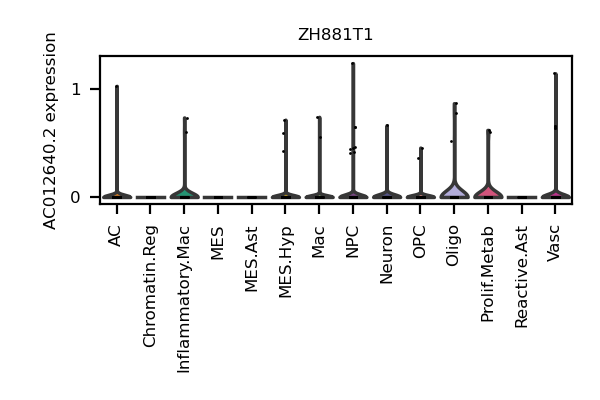 ZH881T1
AC012640.2 expression
1
0
AC
Chromatin.Reg
Inflammatory.Mac
MES
MES.Ast
MES.Hyp
Mac
NPC
Neuron
OPC
Oligo
Prolif.Metab
Reactive.Ast
Vasc